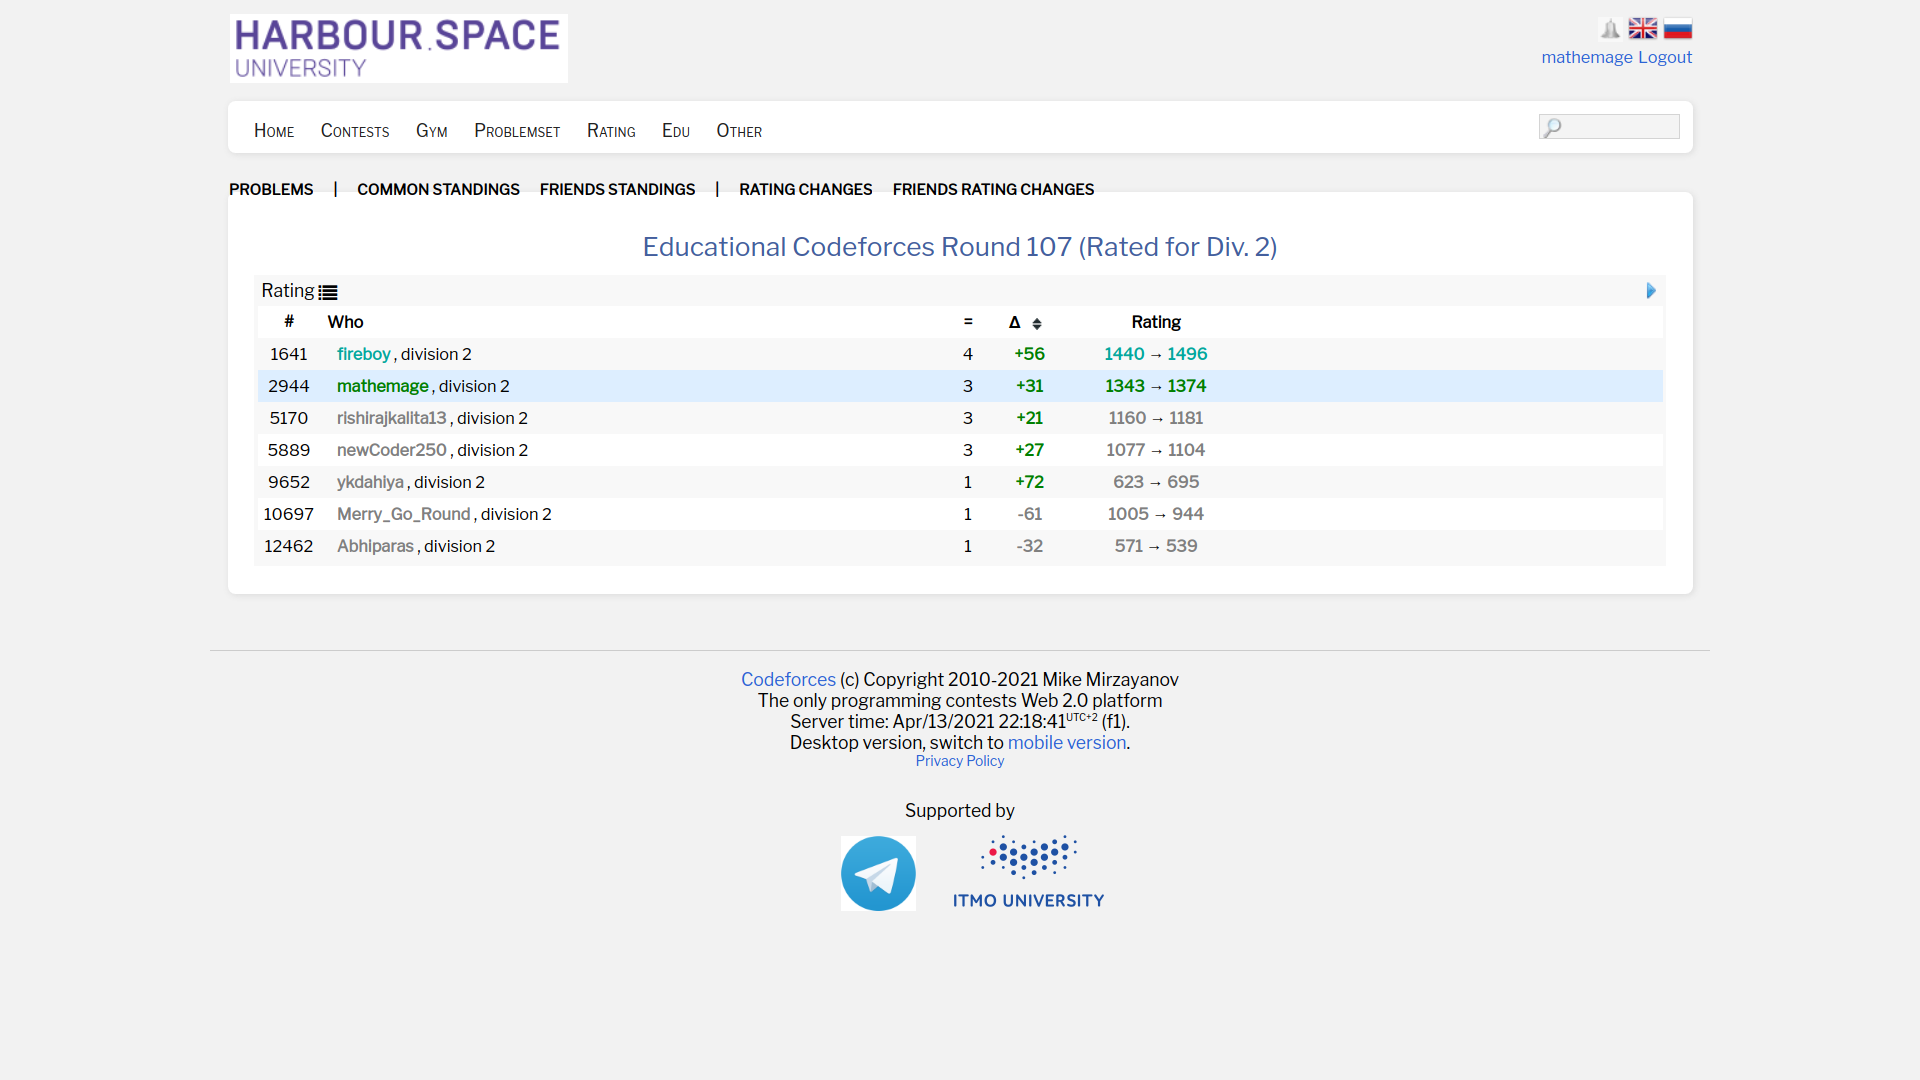 HARBOUR.SPACE
UNIVERSITY
mathemage Logout
Home Contests Gym Problemset Rating Edu Other
PROBLEMS | COMMON STANDINGS FRIENDS STANDINGS | RATING CHANGES FRIENDS RATING CHANGES
Educational Codeforces Round 107 (Rated for Div. 2)
Rating
# Who = Δ Rating
1641 fireboy, division 2 4 +56 1440 → 1496
2944 mathemage, division 2 3 +31 1343 → 1374
5170 rishirajkalita13, division 2 3 +21 1160 → 1181
5889 newCoder250, division 2 3 +27 1077 → 1104
9652 ykdahiya, division 2 1 +72 623 → 695
10697 Merry_Go_Round, division 2 1 -61 1005 → 944
12462 Abhiparas, division 2 1 -32 571 → 539
Codeforces (c) Copyright 2010-2021 Mike Mirzayanov
The only programming contests Web 2.0 platform
Server time: Apr/13/2021 22:18:41 UTC+2 (f1).
Desktop version, switch to mobile version.
Privacy Policy
Supported by
ITMO UNIVERSITY